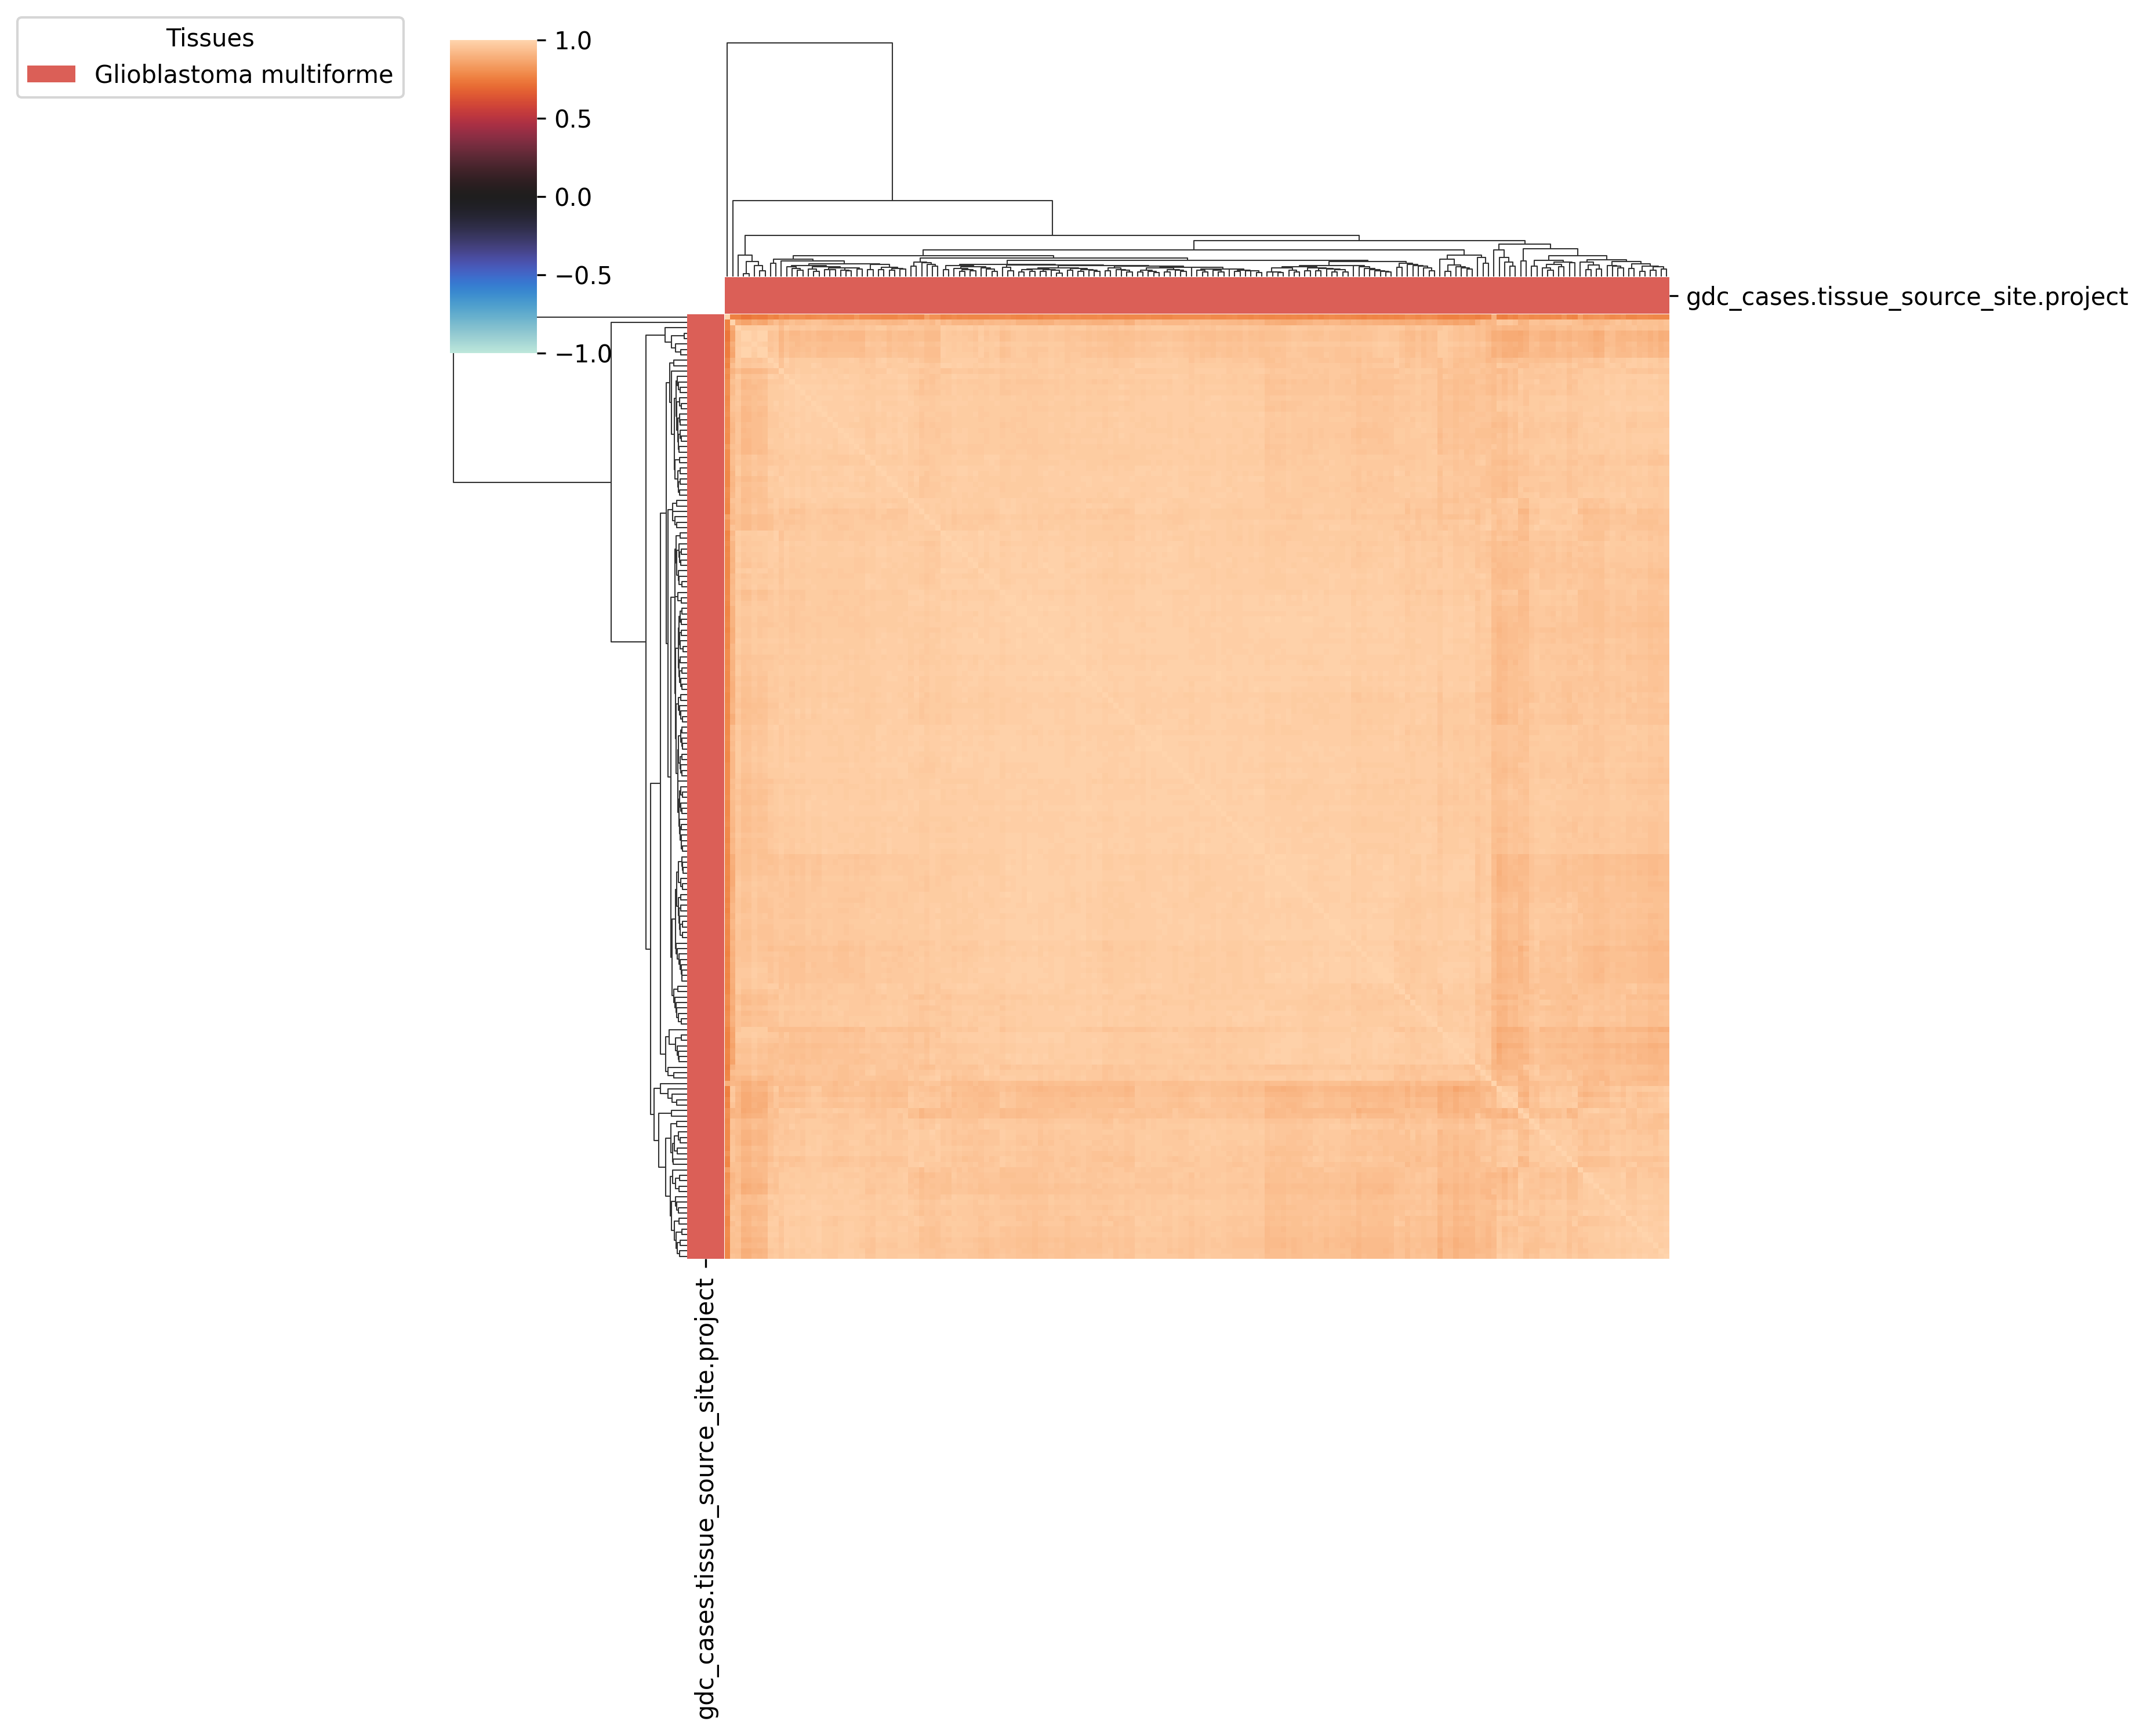 Tissues
Glioblastoma multiforme
1.0
0.5
0.0
−0.5
−1.0
gdc_cases.tissue_source_site.project
gdc_cases.tissue_source_site.project